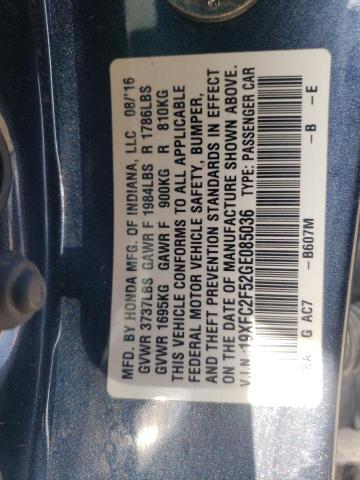 MFD. BY HONDA MFG. OF INDIANA, LLC 08/'16
GVWR 3737LBS GAWR F 1984LBS R 1786LBS
GVWR 1695KG GAWR F 900KG R 810KG
THIS VEHICLE CONFORMS TO ALL APPLICABLE
FEDERAL MOTOR VEHICLE SAFETY, BUMPER,
AND THEFT PREVENTION STANDARDS IN EFFECT
ON THE DATE OF MANUFACTURE SHOWN ABOVE.
V.I.N.:19XFC2F52GE085036 TYPE: PASSENGER CAR
-B607M -B -E
G AC7